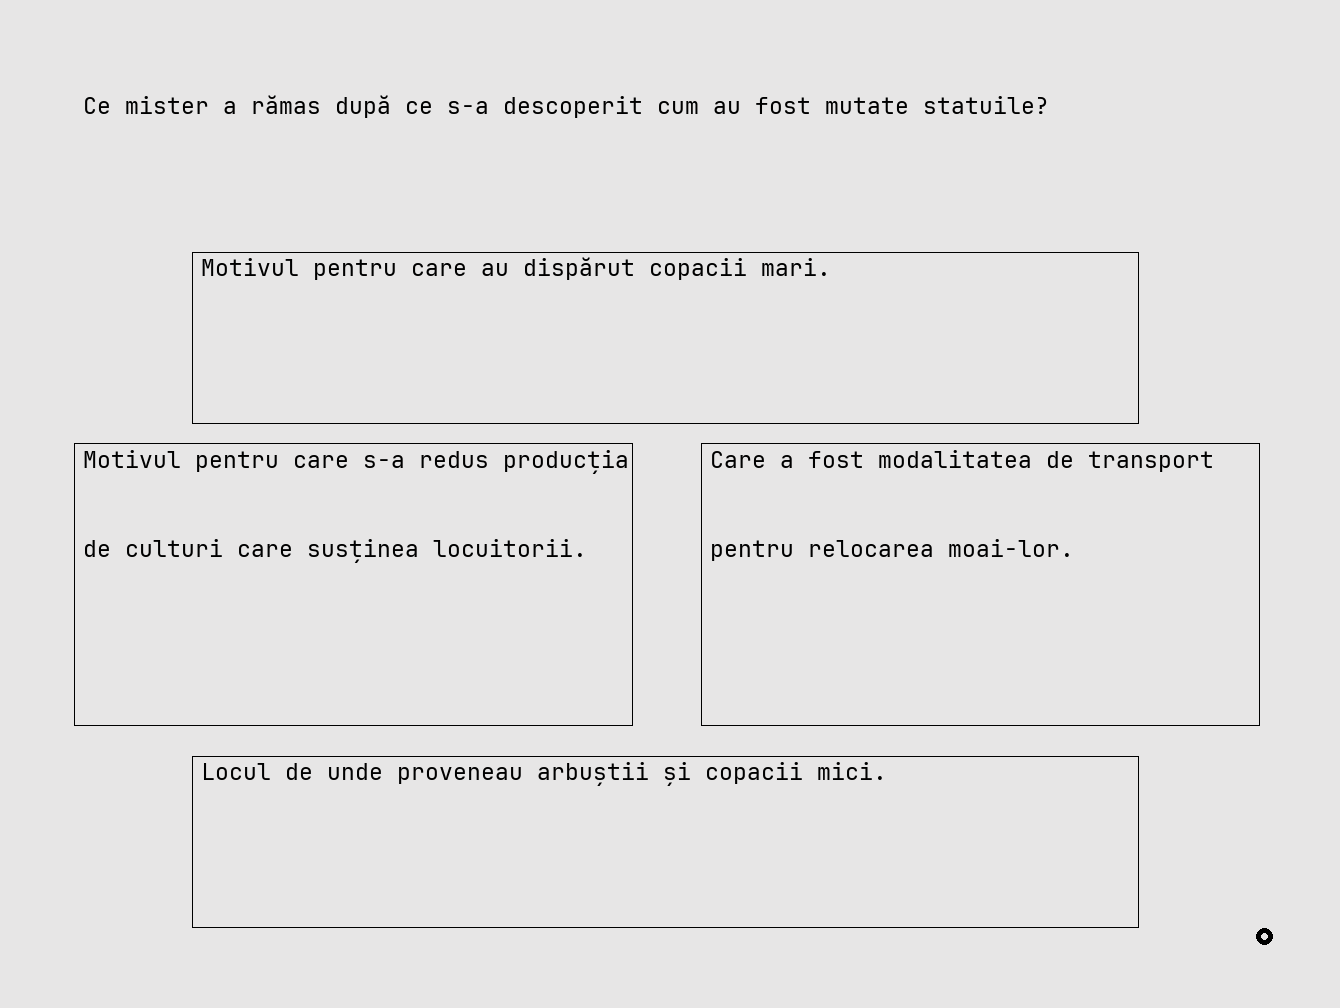 Ce mister a rămas după ce s-a descoperit cum au fost mutate statuile?
Motivul pentru care au dispărut copacii mari.
Motivul pentru care s-a redus producția
de culturi care susținea locuitorii.
Care a fost modalitatea de transport
pentru relocarea moai-lor.
Locul de unde proveneau arbuștii și copacii mici.